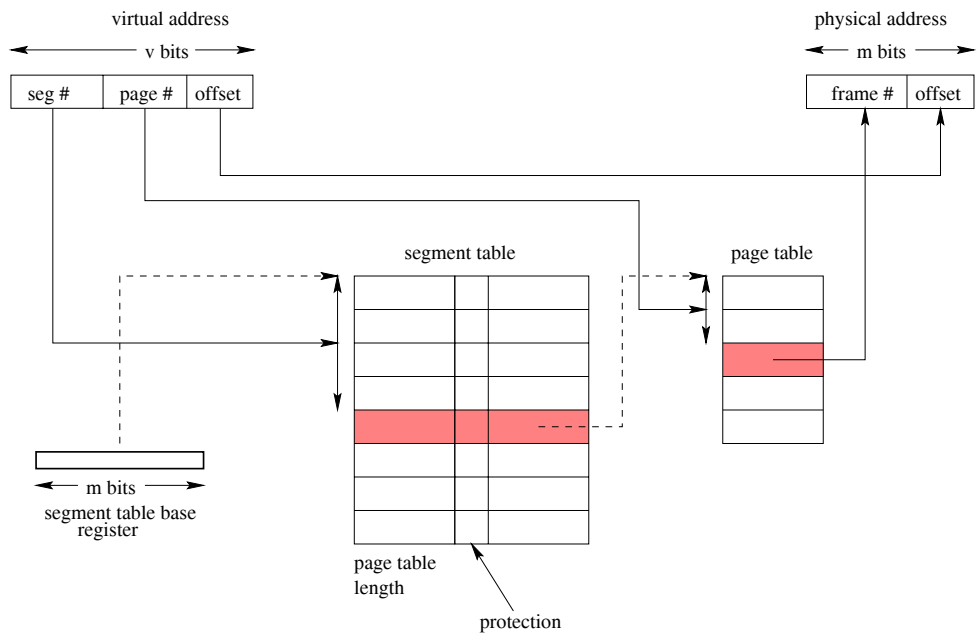 virtual address
physical address
v bits
m bits
seg #
page #
offset
frame #
offset
segment table
page table
m bits
segment table base
register
page table
length
protection